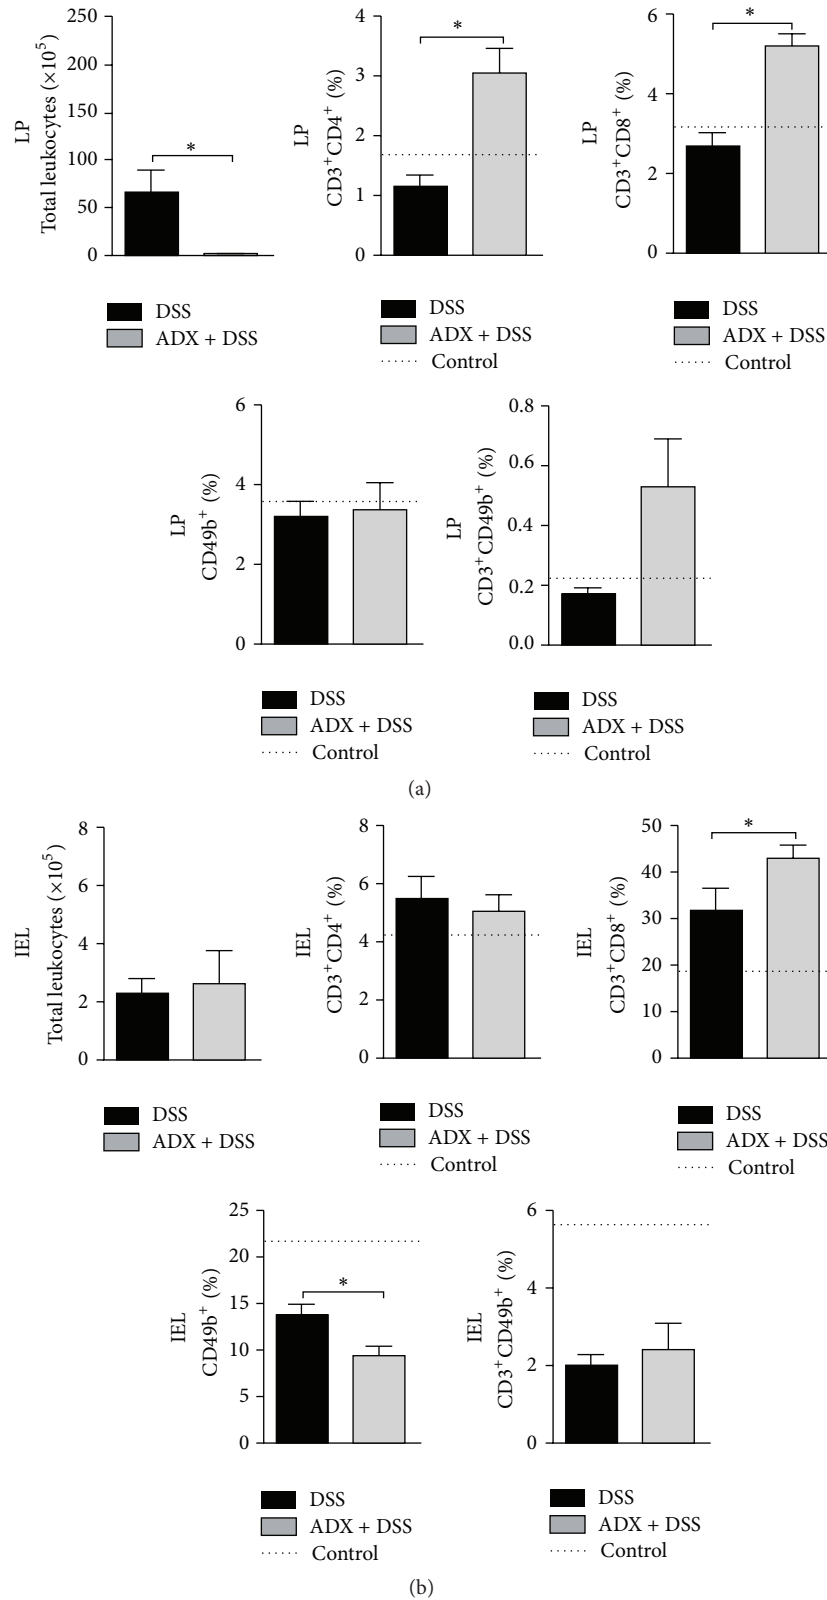 LP
Total leukocytes (×10⁵)
250
200
150
100
50
0
*
DSS
ADX + DSS
LP
CD3⁺CD4⁺ (%)
4
3
2
1
0
*
DSS
ADX + DSS
Control
LP
CD3⁺CD8⁺ (%)
6
4
2
0
*
DSS
ADX + DSS
Control
LP
CD49b⁺ (%)
6
4
2
0
DSS
ADX + DSS
Control
LP
CD3⁺CD49b⁺ (%)
0.8
0.6
0.4
0.2
0.0
DSS
ADX + DSS
Control
(a)
IEL
Total leukocytes (×10⁵)
8
6
4
2
0
DSS
ADX + DSS
IEL
CD3⁺CD4⁺ (%)
8
6
4
2
0
DSS
ADX + DSS
Control
IEL
CD3⁺CD8⁺ (%)
50
40
30
20
10
0
*
DSS
ADX + DSS
Control
IEL
CD49b⁺ (%)
25
20
15
10
5
0
*
DSS
ADX + DSS
Control
IEL
CD3⁺CD49b⁺ (%)
6
4
2
0
DSS
ADX + DSS
Control
(b)